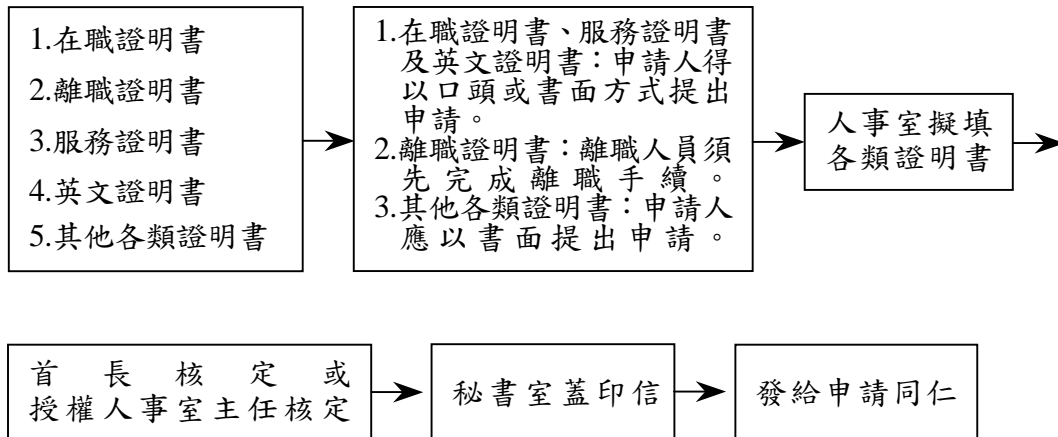 1.在職證明書
2.離職證明書
3.服務證明書
4.英文證明書
5.其他各類證明書
1.在職證明書、服務證明書
及英文證明書：申請人得
以口頭或書面方式提出
申請。
2.離職證明書：離職人員須
先完成離職手續。
3.其他各類證明書：申請人
應以書面提出申請。
人事室擬填
各類證明書
首長核定或
授權人事室主任核定
秘書室蓋印信
發給申請同仁